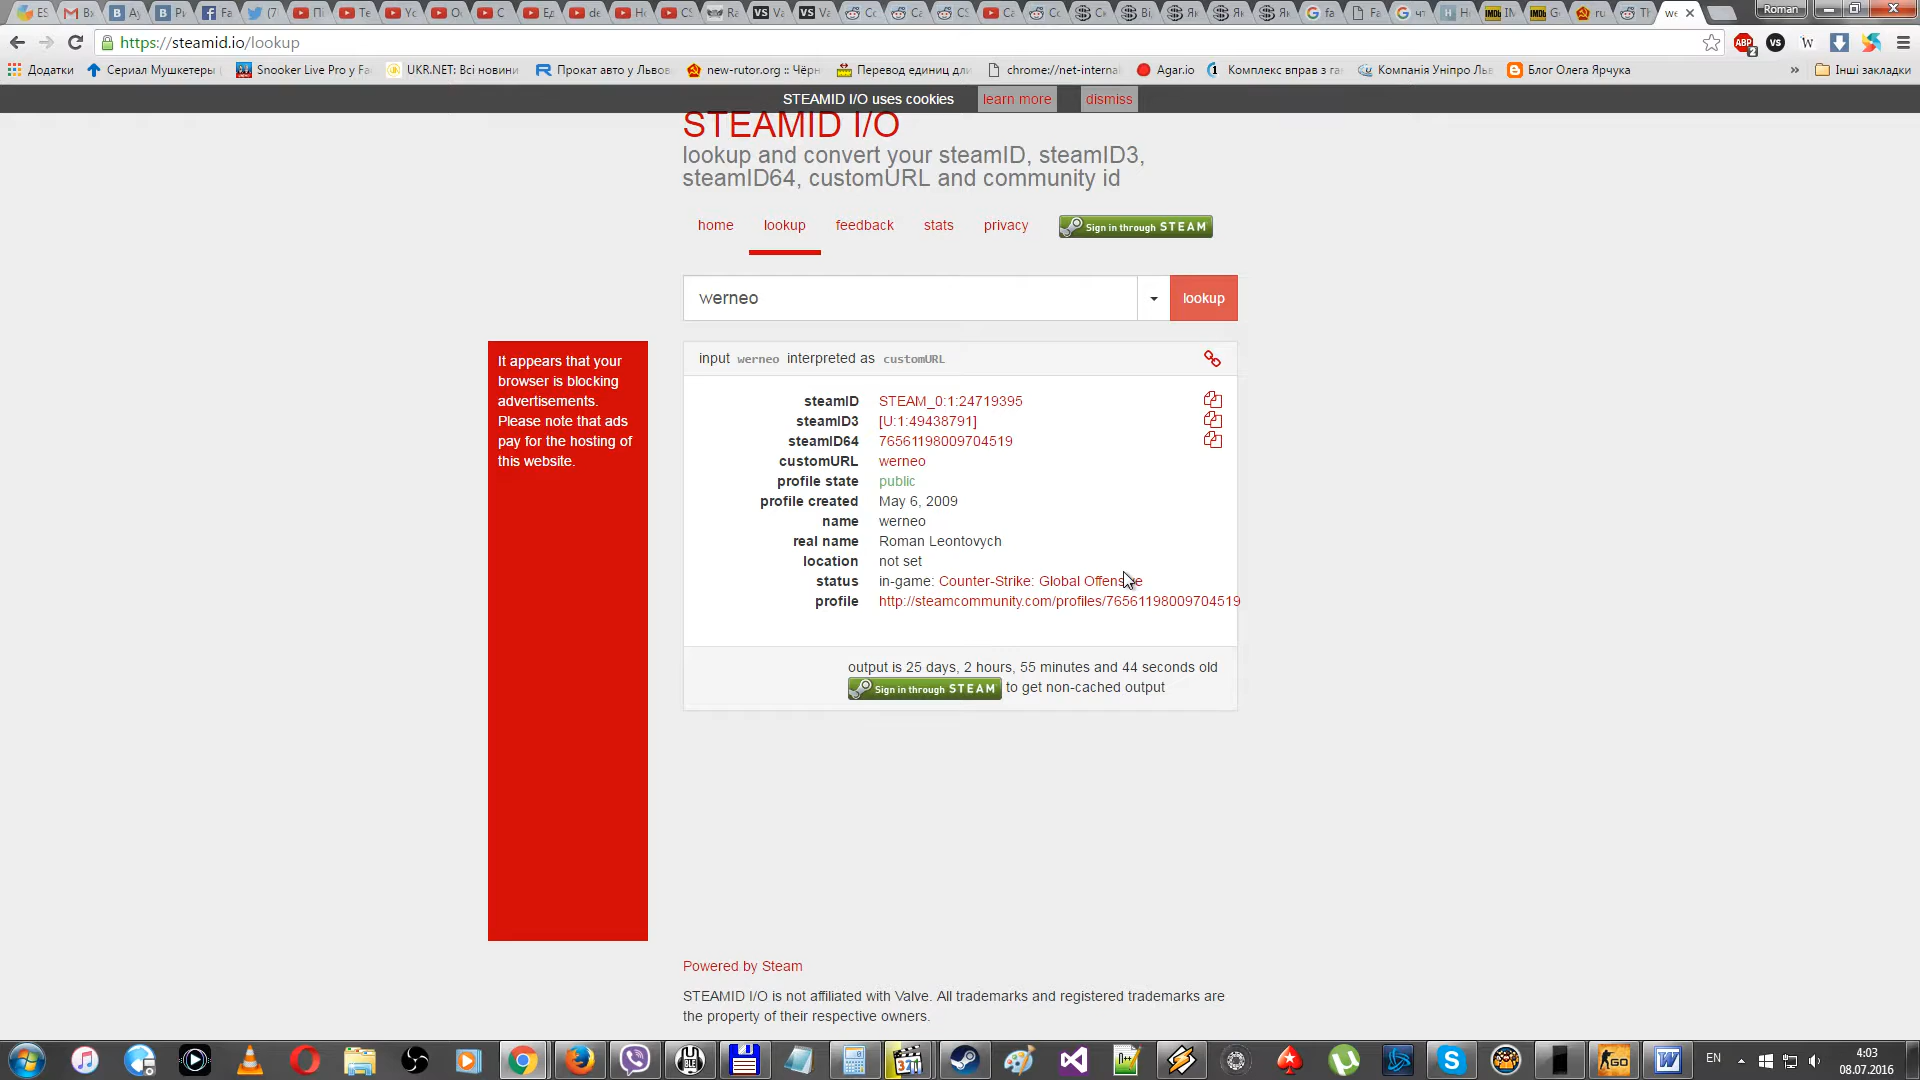 Roman
https://steamid.io/lookup
Додатки
Сериал Мушкетеры
Snooker Live Pro у Fa
UKR.NET: Всі новини
Прокат авто у Львов
new-rutor.org :: Чёрн
Перевод единиц дли
chrome://net-interna
Agar.io
Комплекс вправ з га
Компанія Уніпро Льв
Блог Олега Ярчука
»
Інші закладки
STEAMID I/O uses cookies
learn more
dismiss
STEAMID I/O
lookup and convert your steamID, steamID3,
steamID64, customURL and community id
home
lookup
feedback
stats
privacy
Sign in through STEAM
werneo
lookup
It appears that your
browser is blocking
advertisements.
Please note that ads
pay for the hosting of
this website.
input werneo interpreted as customURL
steamID STEAM_0:1:24719395
steamID3 [U:1:49438791]
steamID64 76561198009704519
customURL werneo
profile state public
profile created May 6, 2009
name werneo
real name Roman Leontovych
location not set
status in-game: Counter-Strike: Global Offensive
profile http://steamcommunity.com/profiles/76561198009704519
output is 25 days, 2 hours, 55 minutes and 44 seconds old
Sign in through STEAM to get non-cached output
Powered by Steam
STEAMID I/O is not affiliated with Valve. All trademarks and registered trademarks are
the property of their respective owners.
EN
4:03
08.07.2016